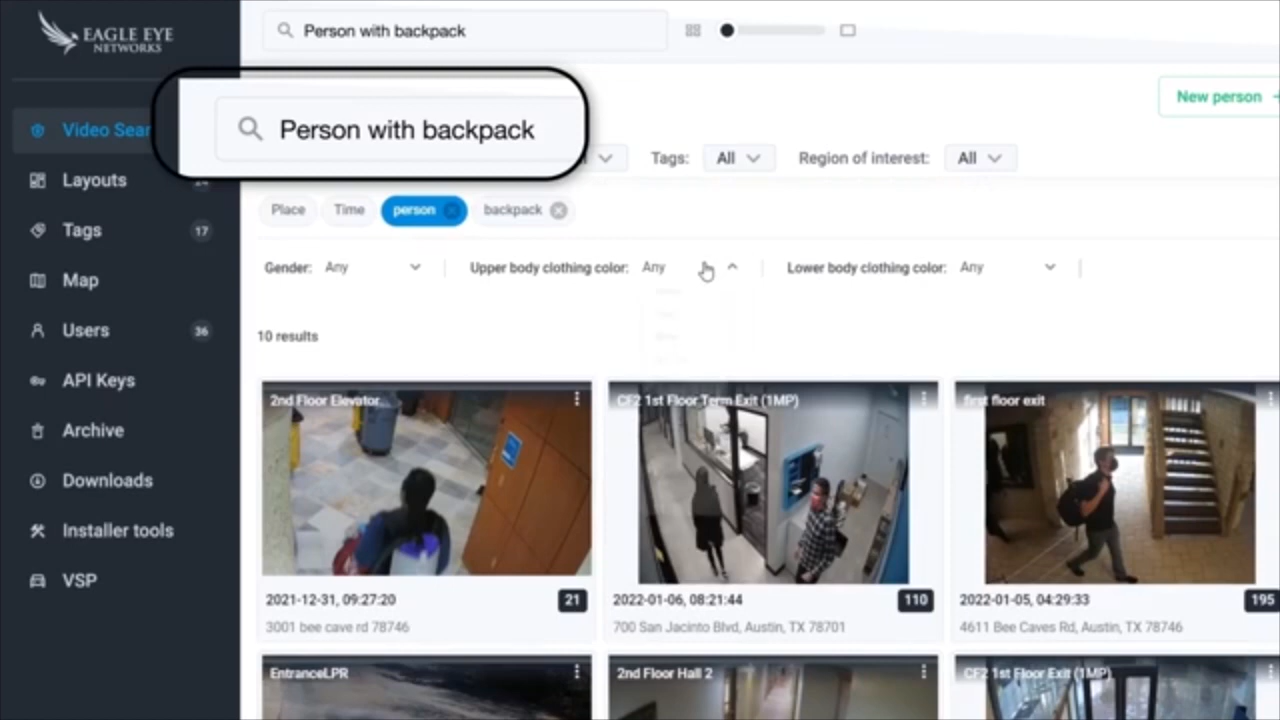 EAGLE EYE
NETWORKS
Person with backpack
New person
Person with backpack
Video Sear
Tags: All Region of interest: All
Layouts
Place Time person backpack
Tags 17
Gender: Any Upper body clothing color: Any Lower body clothing color: Any
Map
Users 36
10 results
API Keys
2nd Floor Elevator... CF2 1st Floor Term Exit (1MP) first floor exit
Archive
Downloads
Installer tools
VSP
2021-12-31, 09:27:20 21 2022-01-06, 08:21:44 110 2022-01-05, 04:29:33 195
3001 bee cave rd 78746 700 San Jacinto Blvd, Austin, TX 78701 4611 Bee Caves Rd, Austin, TX 78746
EntranceLPR 2nd Floor Hall 2 CF2 1st Floor Exit (1MP)